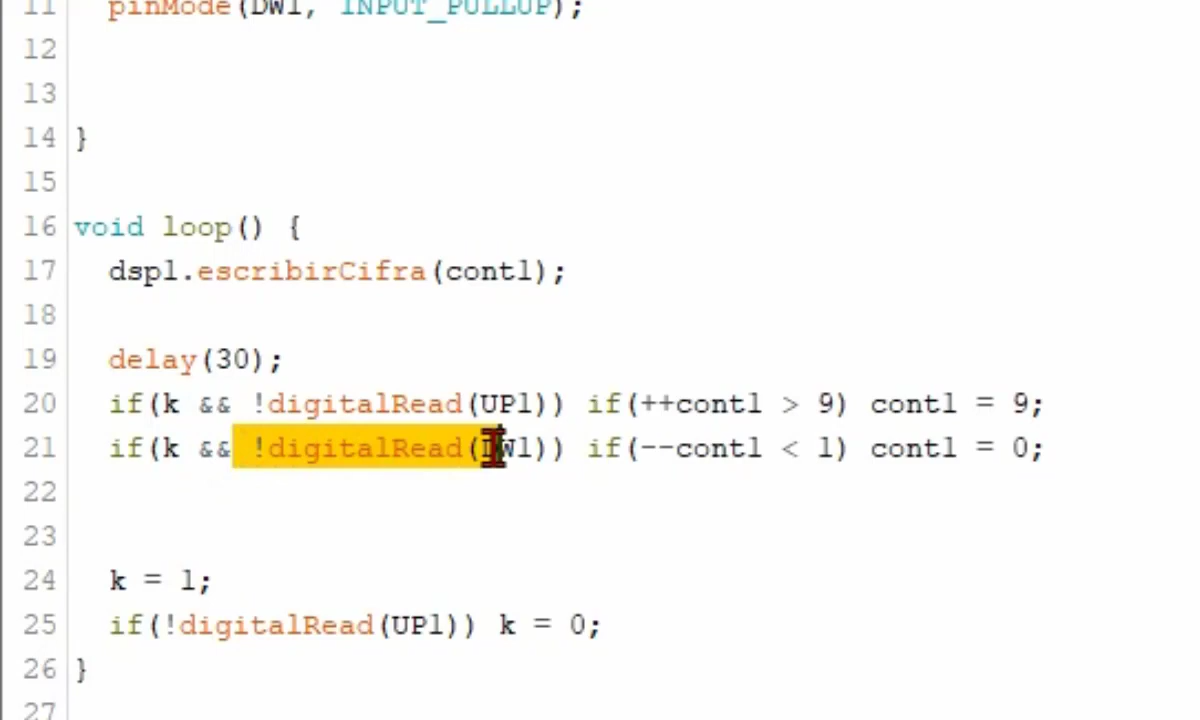 11 pinMode(DW1, INPUT_PULLUP);
12
13
14 }
15
16 void loop() {
17 dspl.escribirCifra(cont1);
18
19 delay(30);
20 if(k && !digitalRead(UP1)) if(++cont1 > 9) cont1 = 9;
21 if(k && !digitalRead(DW1)) if(--cont1 < 1) cont1 = 0;
22
23
24 k = 1;
25 if(!digitalRead(UP1)) k = 0;
26 }
27